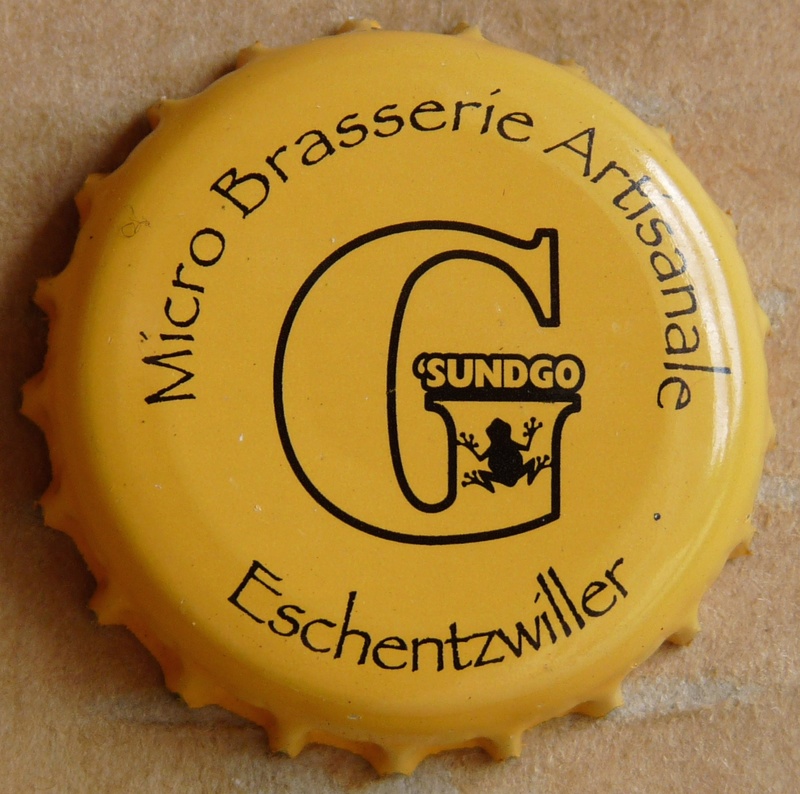 Micro Brasserie Artisanale
G
'SUNDGO
Eschentzwiller